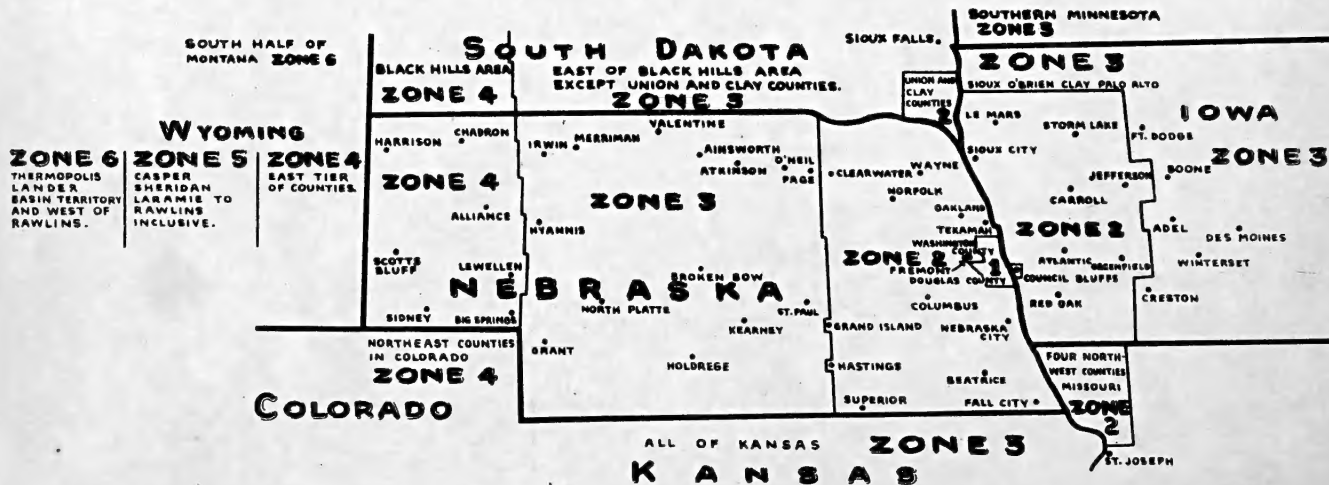 SOUTHERN MINNESOTA
ZONE 3
SOUTH HALF OF
MONTANA ZONE 6
SOUTH DAKOTA
SIOUX FALLS
BLACK HILLS AREA
ZONE 4
EAST OF BLACK HILLS AREA
EXCEPT UNION AND CLAY COUNTIES.
ZONE 3
UNION AND
CLAY
COUNTIES
2
ZONE 3
SIOUX O'BRIEN CLAY PALO ALTO
IOWA
ZONE 3
WYOMING
ZONE 6
THERMOPOLIS
LANDER
BASIN TERRITORY
AND WEST OF
RAWLINS.
ZONE 5
CASPER
SHERIDAN
LARAMIE TO
RAWLINS
INCLUSIVE.
ZONE 4
EAST TIER
OF COUNTIES.
HARRISON
CHADRON
ZONE 4
ALLIANCE
SCOTTS
BLUFF
LEWELLEN
SIDNEY
BIG SPRINGS
IRWIN
MERRIMAN
VALENTINE
AINSWORTH
ATKINSON
O'NEIL
PAGE
ZONE 3
HYANNIS
NEBRASKA
BROKEN BOW
NORTH PLATTE
ST. PAUL
KEARNEY
GRANT
HOLDREGE
CLEARWATER
WAYNE
NORFOLK
OAKLAND
TEKAMAH
WASHINGTON
COUNTY
ZONE 2
FREMONT
1
DOUGLAS COUNTY
COLUMBUS
GRAND ISLAND
NEBRASKA
CITY
HASTINGS
BEATRICE
SUPERIOR
FALL CITY
LE MARS
STORM LAKE
FT. DODGE
SIOUX CITY
JEFFERSON
BOONE
CARROLL
ZONE 2
ADEL
DES MOINES
ATLANTIC
GREENFIELD
WINTERSET
COUNCIL BLUFFS
RED OAK
CRESTON
NORTHEAST COUNTIES
IN COLORADO
ZONE 4
COLORADO
FOUR NORTH-
WEST COUNTIES
MISSOURI
ZONE
2
ST. JOSEPH
ALL OF KANSAS ZONE 3
KANSAS